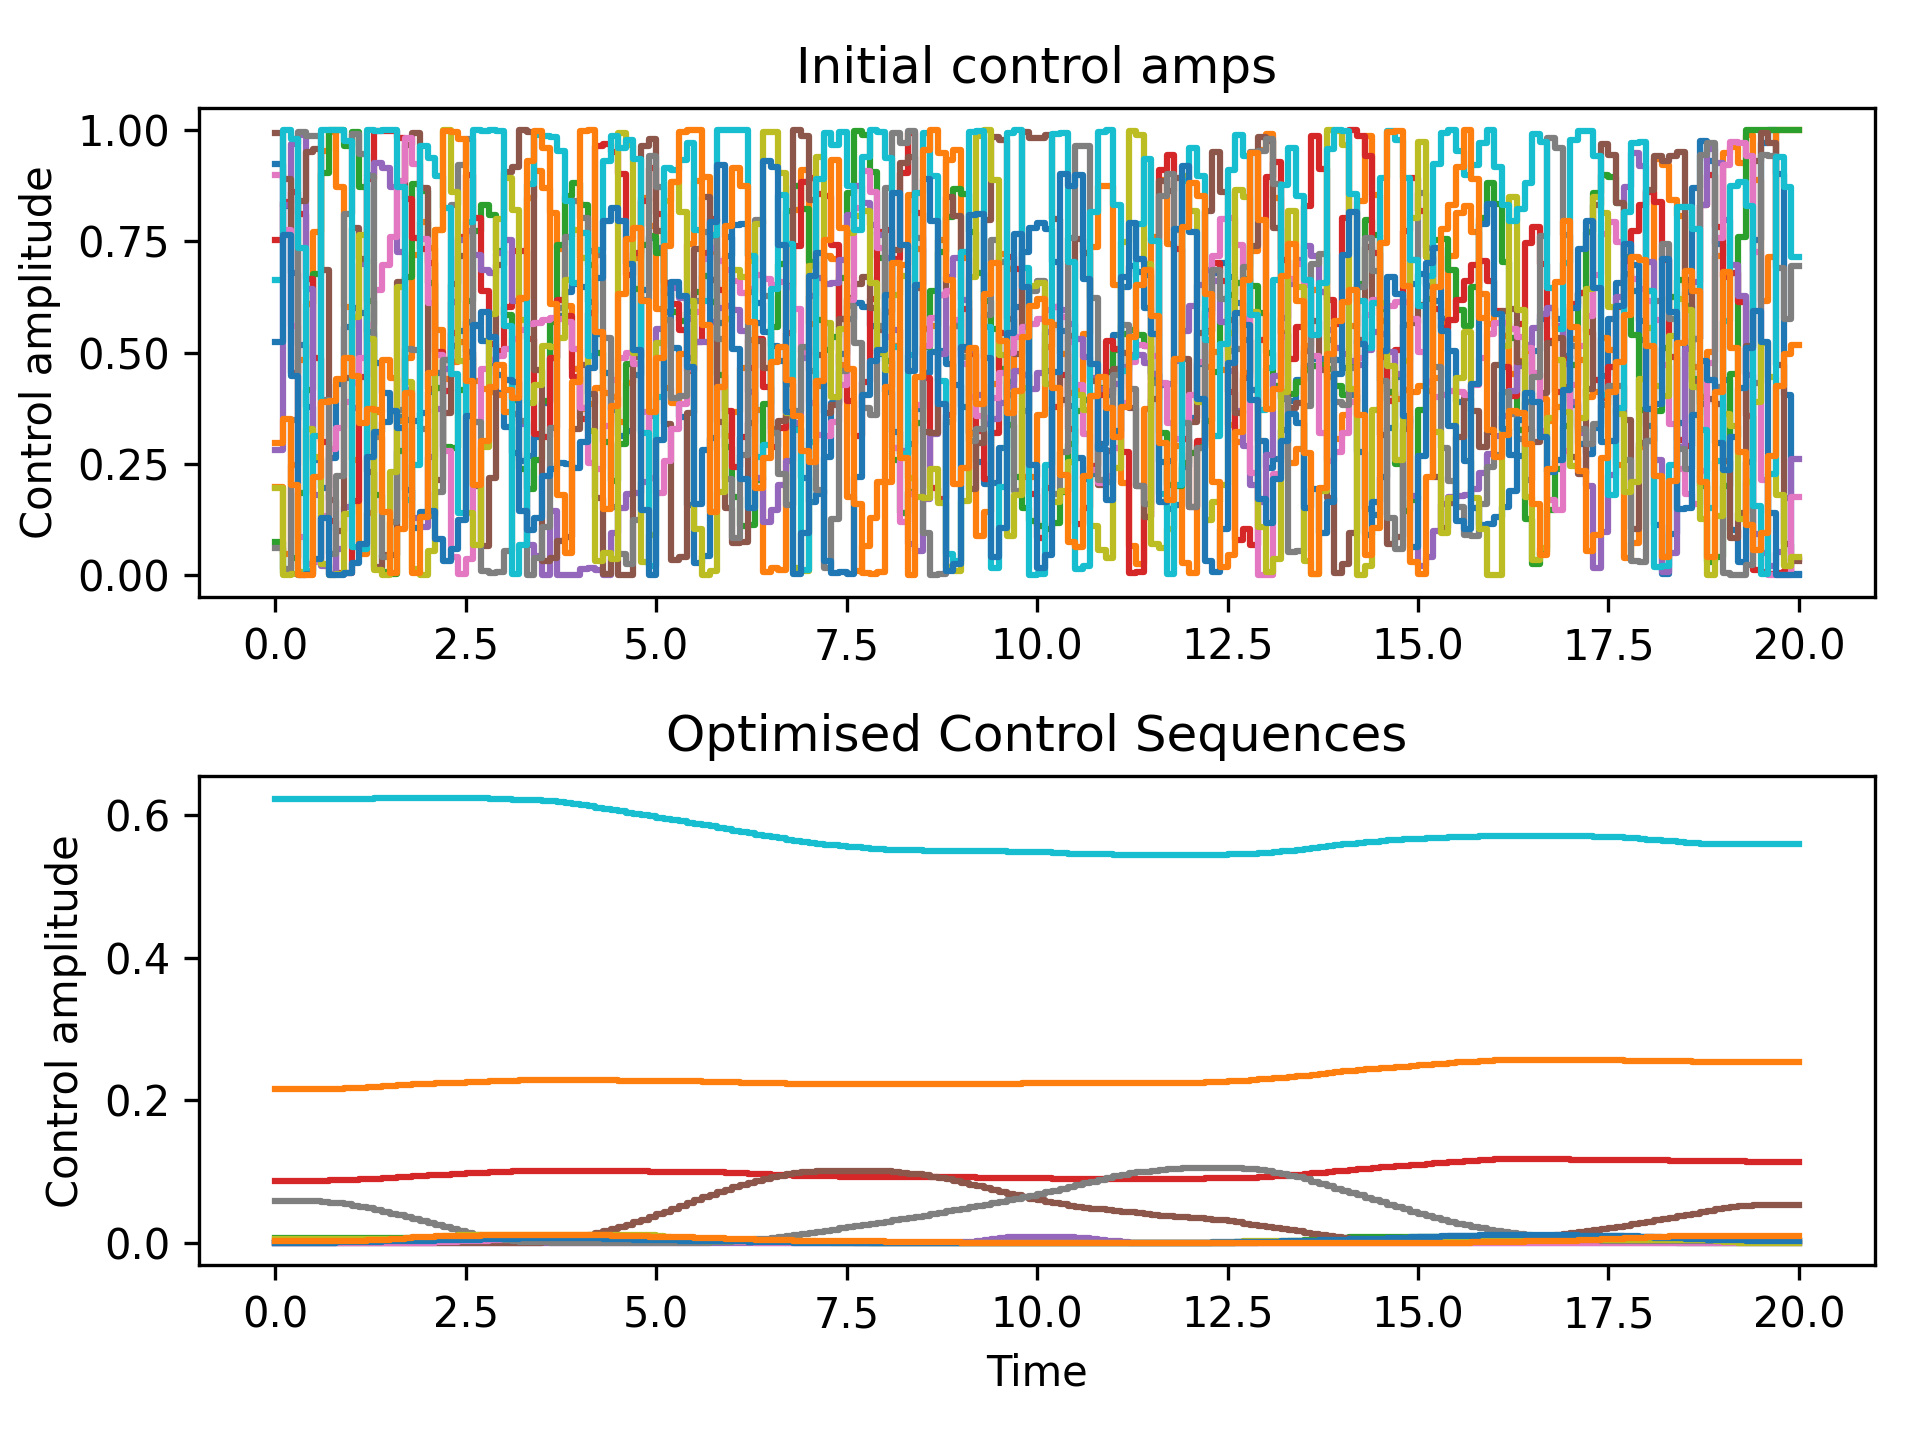 Initial control amps
Control amplitude
1.00
0.75
0.50
0.25
0.00
0.0 2.5 5.0 7.5 10.0 12.5 15.0 17.5 20.0
Optimised Control Sequences
Control amplitude
0.6
0.4
0.2
0.0
0.0 2.5 5.0 7.5 10.0 12.5 15.0 17.5 20.0
Time